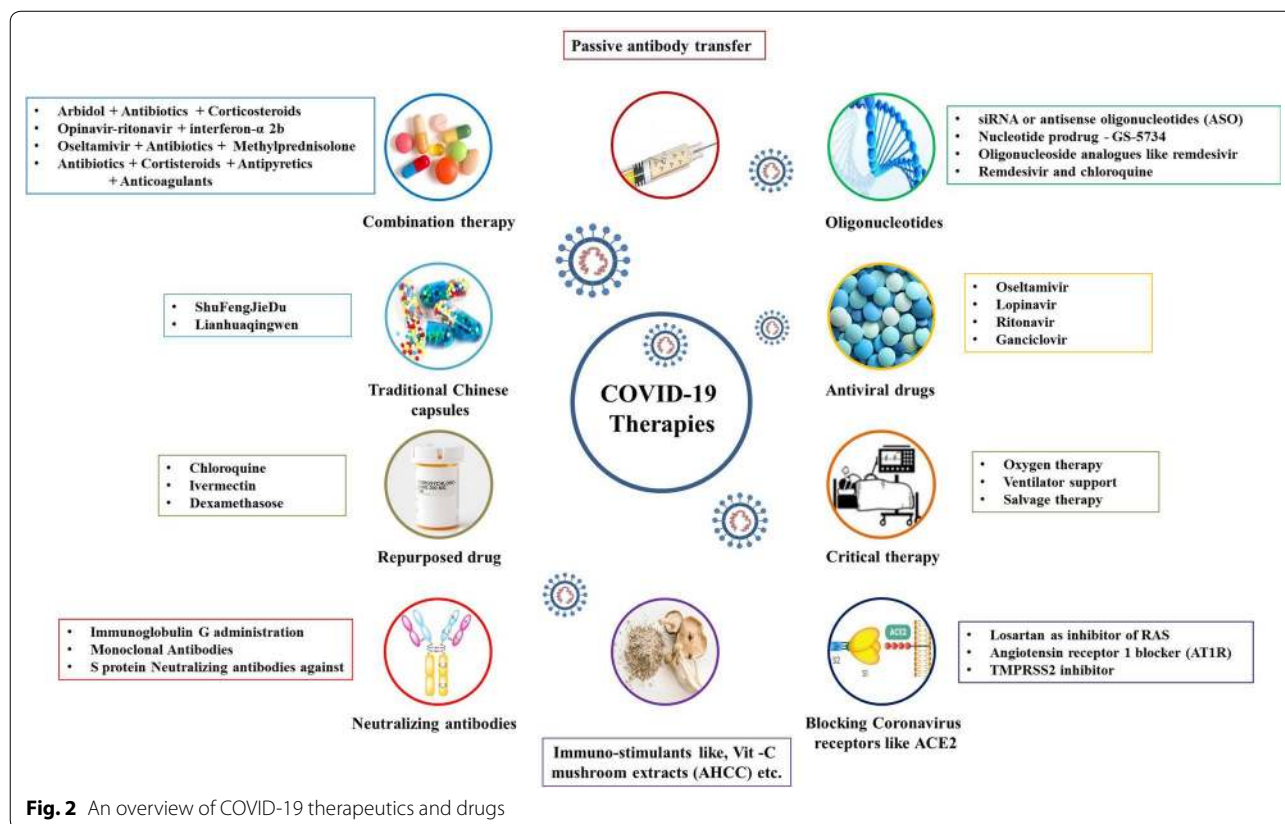 Passive antibody transfer
• Arbidol + Antibiotics + Corticosteroids
• Opinavir-ritonavir + interferon-α 2b
• Oseltamivir + Antibiotics + Methylprednisolone
• Antibiotics + Cortisteroids + Antipyretics
+ Anticoagulants
Combination therapy
• siRNA or antisense oligonucleotides (ASO)
• Nucleotide prodrug - GS-5734
• Oligonucleoside analogues like remdesivir
• Remdesivir and chloroquine
Oligonucleotides
• ShuFengJieDu
• Lianhuaqingwen
Traditional Chinese
capsules
COVID-19
Therapies
• Oseltamivir
• Lopinavir
• Ritonavir
• Ganciclovir
Antiviral drugs
• Chloroquine
• Ivermectin
• Dexamethasose
Repurposed drug
• Oxygen therapy
• Ventilator support
• Salvage therapy
Critical therapy
• Immunoglobulin G administration
• Monoclonal Antibodies
• S protein Neutralizing antibodies against
Neutralizing antibodies
Immuno-stimulants like, Vit -C
mushroom extracts (AHCC) etc.
ACE2
S2
S1
• Losartan as inhibitor of RAS
• Angiotensin receptor 1 blocker (AT1R)
• TMPRSS2 inhibitor
Blocking Coronavirus
receptors like ACE2
Fig. 2 An overview of COVID-19 therapeutics and drugs